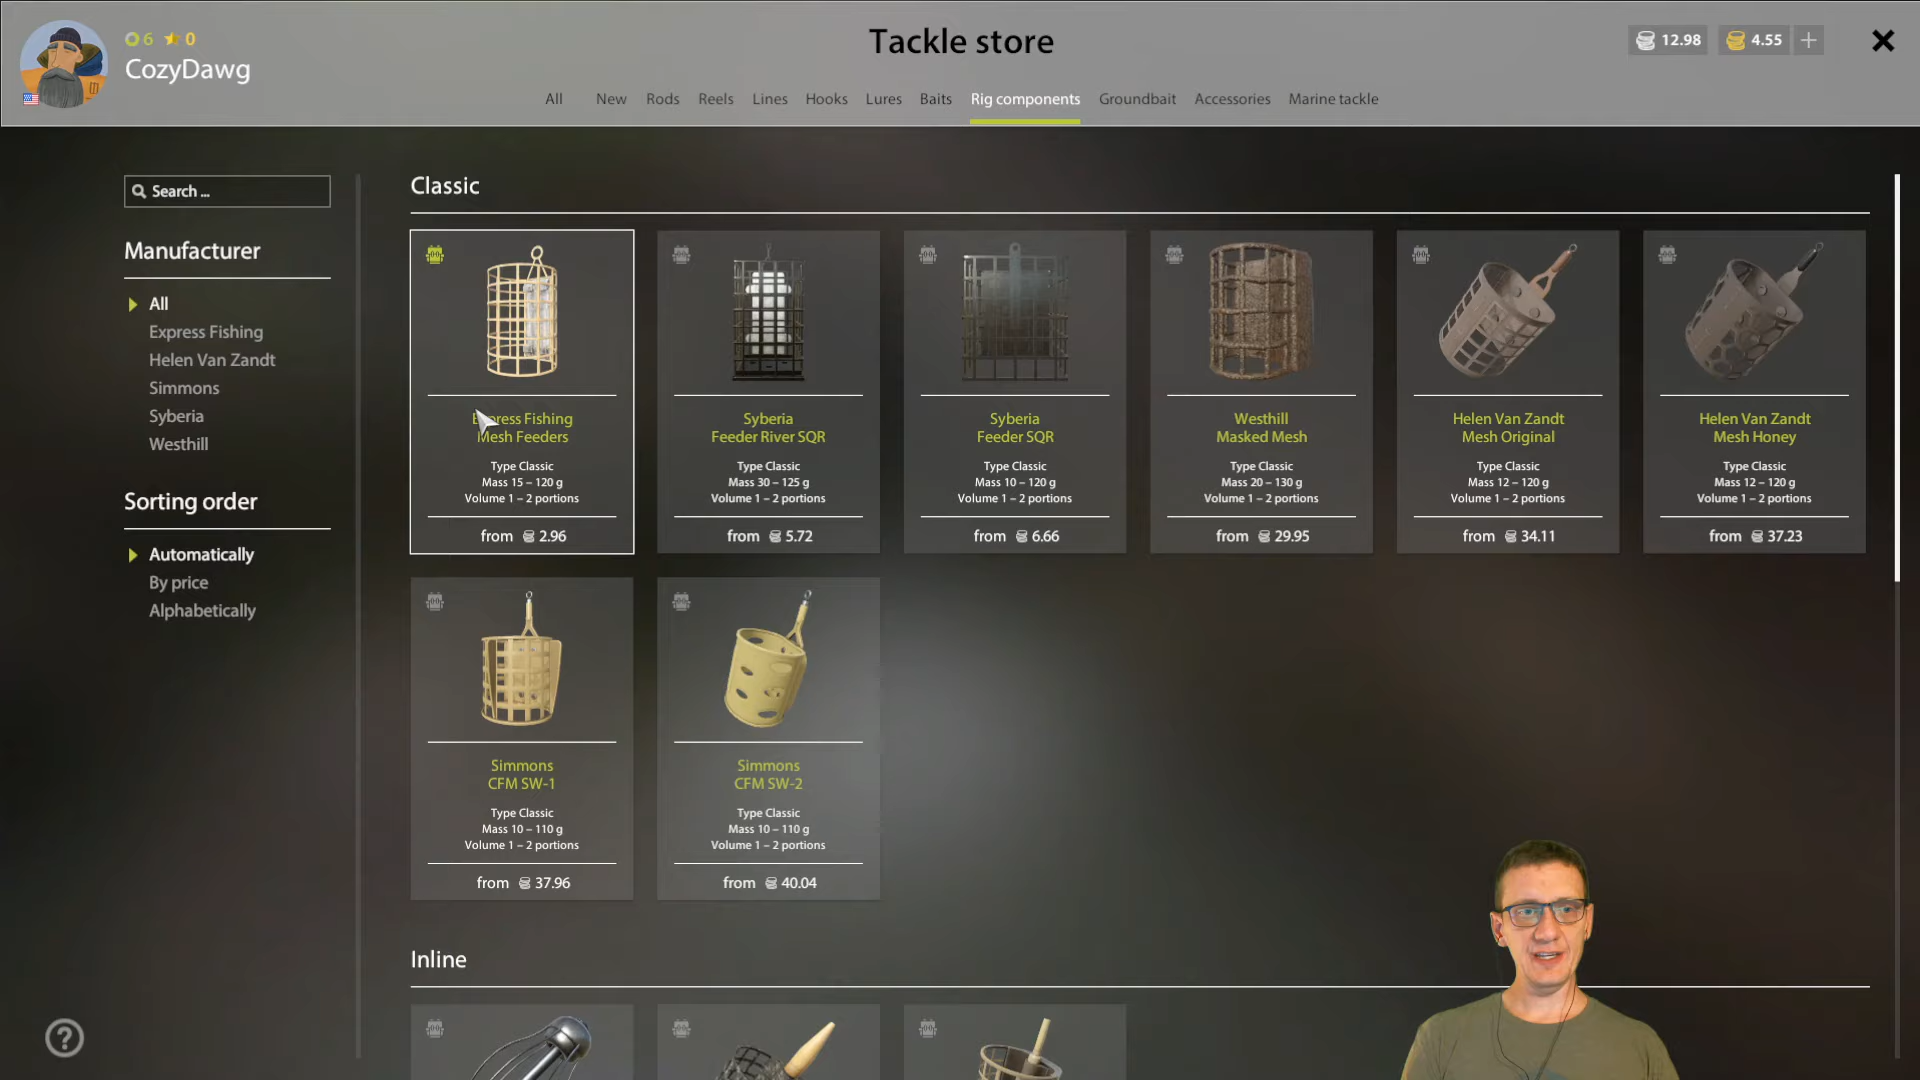 6 0
CozyDawg
Tackle store
12.98
4.55
All New Rods Reels Lines Hooks Lures Baits Rig components Groundbait Accessories Marine tackle
Search ...
Manufacturer
All
Express Fishing
Helen Van Zandt
Simmons
Syberia
Westhill
Sorting order
Automatically
By price
Alphabetically
Classic
Express Fishing
Mesh Feeders
Type Classic
Mass 15 – 120 g
Volume 1 – 2 portions
from 2.96
Syberia
Feeder River SQR
Type Classic
Mass 30 – 125 g
Volume 1 – 2 portions
from 5.72
Syberia
Feeder SQR
Type Classic
Mass 10 – 120 g
Volume 1 – 2 portions
from 6.66
Westhill
Masked Mesh
Type Classic
Mass 20 – 130 g
Volume 1 – 2 portions
from 29.95
Helen Van Zandt
Mesh Original
Type Classic
Mass 12 – 120 g
Volume 1 – 2 portions
from 34.11
Helen Van Zandt
Mesh Honey
Type Classic
Mass 12 – 120 g
Volume 1 – 2 portions
from 37.23
Simmons
CFM SW-1
Type Classic
Mass 10 – 110 g
Volume 1 – 2 portions
from 37.96
Simmons
CFM SW-2
Type Classic
Mass 10 – 110 g
Volume 1 – 2 portions
from 40.04
Inline
?